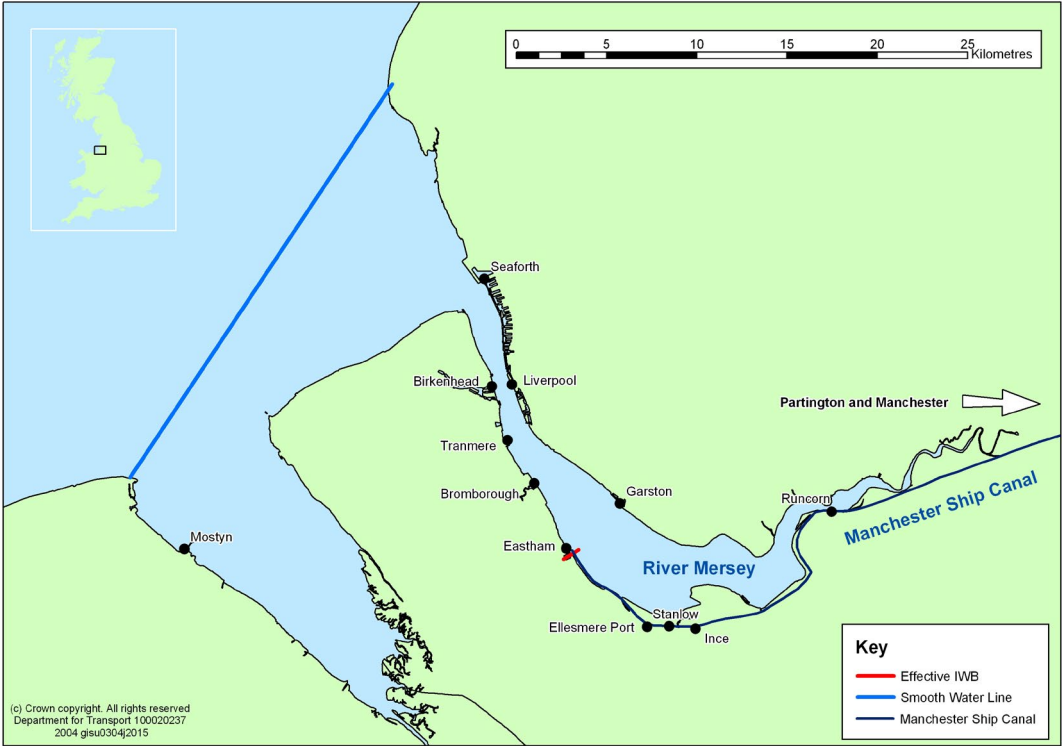 0 5 10 15 20 25
Kilometres
Seaforth
Birkenhead
Liverpool
Partington and Manchester
Tranmere
Bromborough
Garston
Runcorn
Manchester Ship Canal
Mostyn
Eastham
River Mersey
Stanlow
Ellesmere Port
Ince
Key
Effective IWB
Smooth Water Line
Manchester Ship Canal
(c) Crown copyright. All rights reserved
Department for Transport 100020237
2004 gisu0304j2015